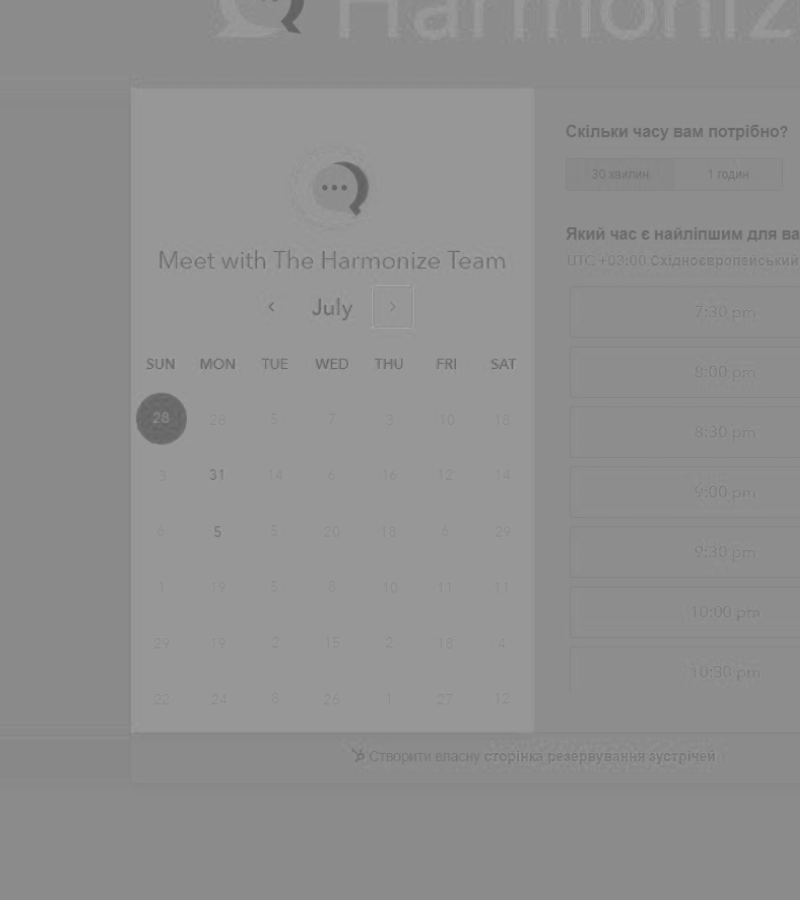 Harmoniz
Meet with The Harmonize Team
July
SUN MON TUE WED THU FRI SAT
28 28 5 7 3 10 18
3 31 14 6 16 12 14
6 5 5 20 18 6 29
1 19 5 8 10 11 11
29 19 2 15 2 18 4
22 24 8 26 1 27 12
Скільки часу вам потрібно?
30 хвилин 1 годин
Який час є найліпшим для ва
UTC +03:00 Східноєвропейський
7:30 pm
8:00 pm
8:30 pm
9:00 pm
9:30 pm
10:00 pm
10:30 pm
Створити власну сторінка резервування зустрічей